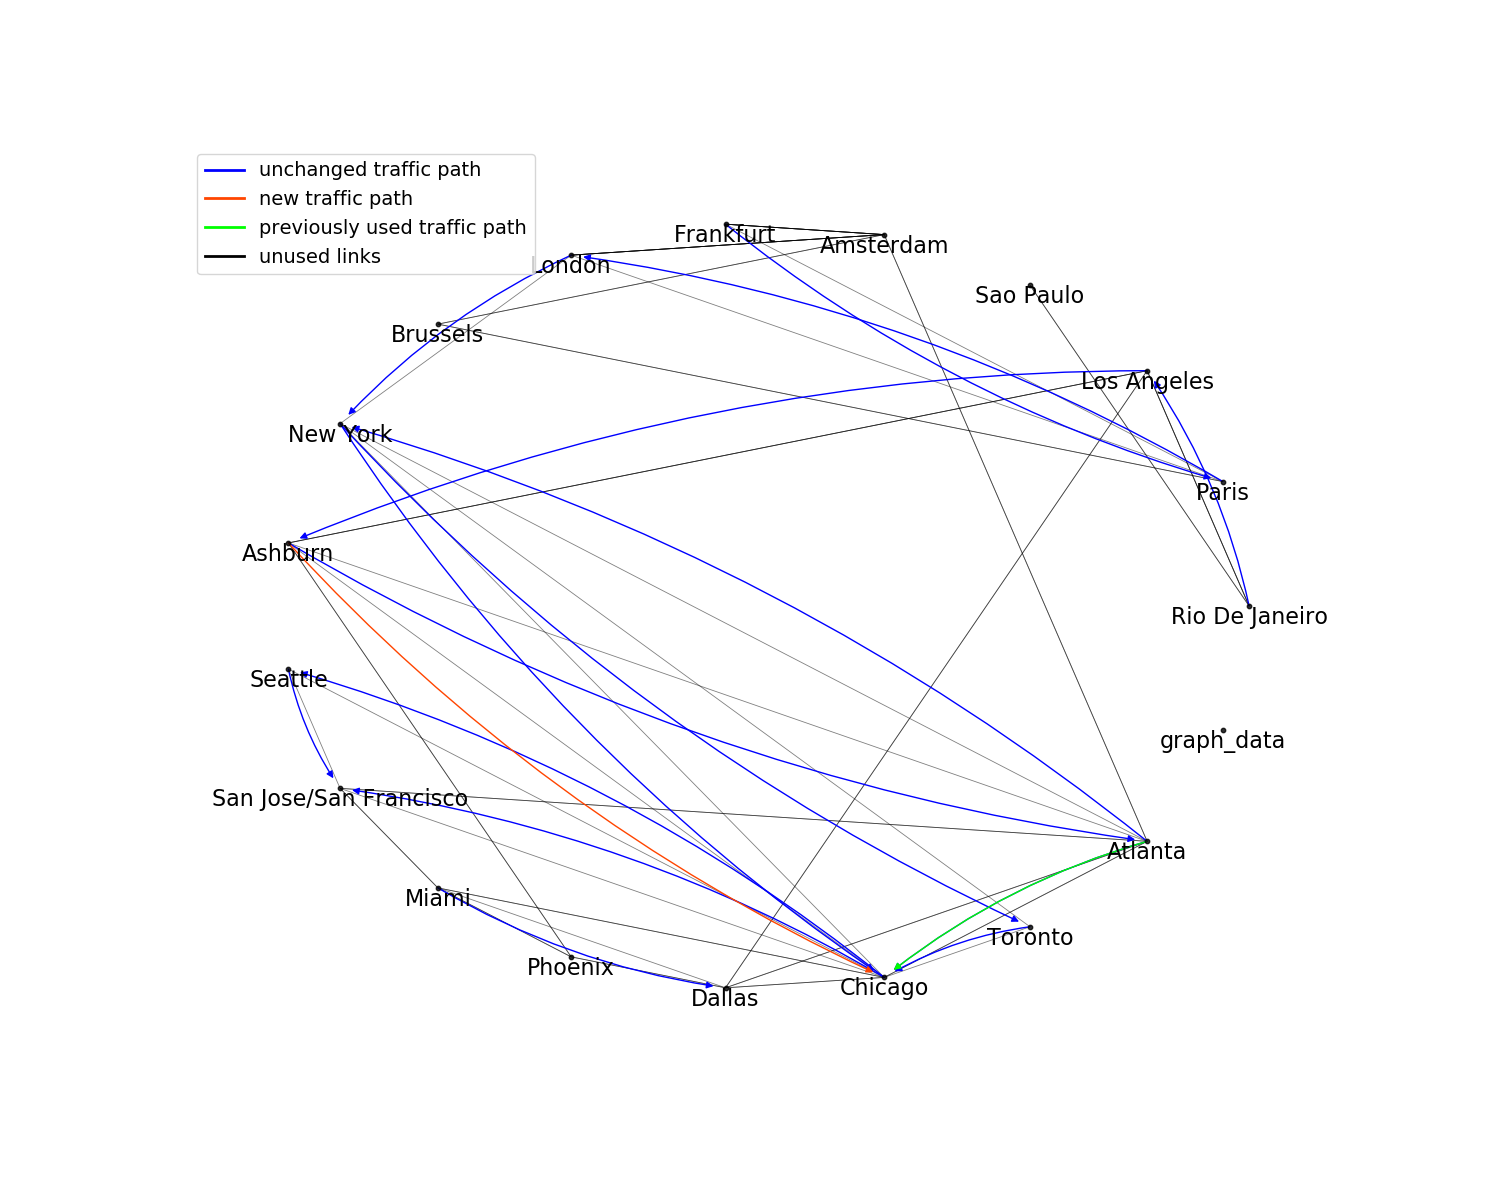 unchanged traffic path
new traffic path
previously used traffic path
unused links
Frankfurt
Amsterdam
London
Sao Paulo
Brussels
Los Angeles
New York
Paris
Ashburn
Rio De Janeiro
Seattle
graph_data
San Jose/San Francisco
Atlanta
Miami
Toronto
Phoenix
Chicago
Dallas